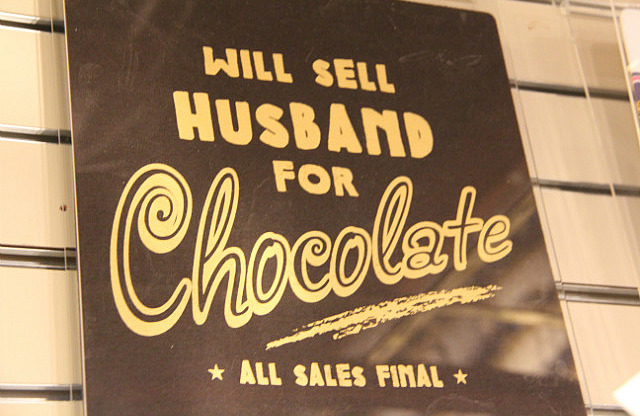 WILL SELL
HUSBAND
FOR
Chocolate
★ ALL SALES FINAL ★